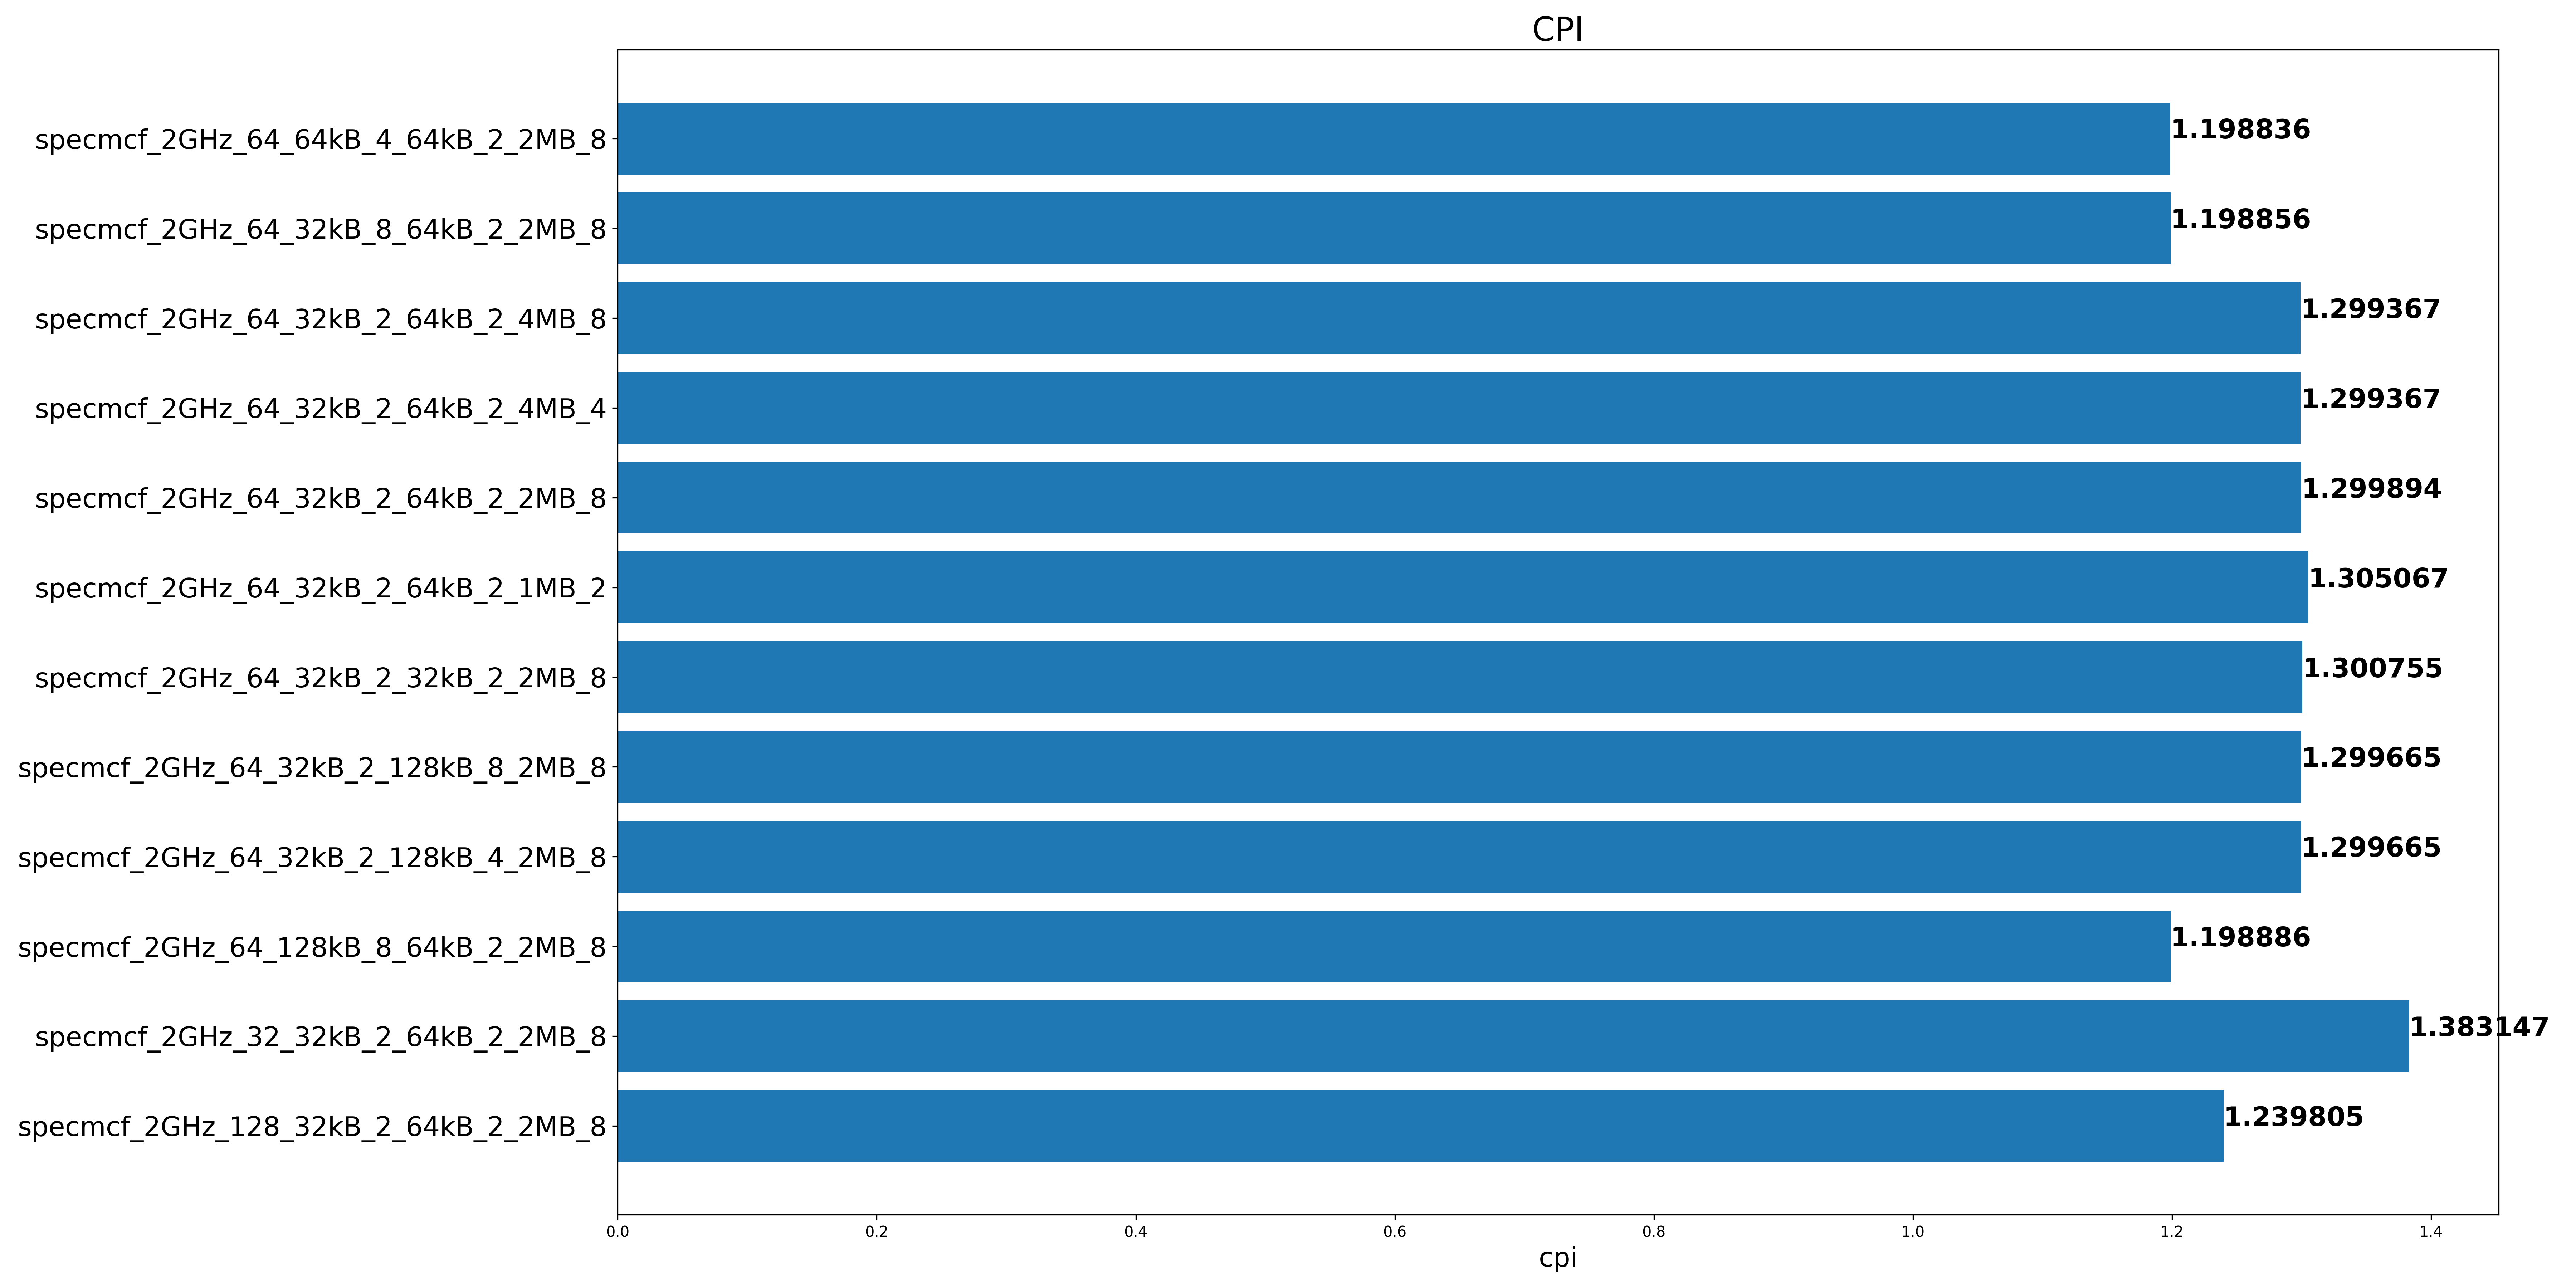 CPI
specmcf_2GHz_64_64kB_4_64kB_2_2MB_8 1.198836
specmcf_2GHz_64_32kB_8_64kB_2_2MB_8 1.198856
specmcf_2GHz_64_32kB_2_64kB_2_4MB_8 1.299367
specmcf_2GHz_64_32kB_2_64kB_2_4MB_4 1.299367
specmcf_2GHz_64_32kB_2_64kB_2_2MB_8 1.299894
specmcf_2GHz_64_32kB_2_64kB_2_1MB_2 1.305067
specmcf_2GHz_64_32kB_2_32kB_2_2MB_8 1.300755
specmcf_2GHz_64_32kB_2_128kB_8_2MB_8 1.299665
specmcf_2GHz_64_32kB_2_128kB_4_2MB_8 1.299665
specmcf_2GHz_64_128kB_8_64kB_2_2MB_8 1.198886
specmcf_2GHz_32_32kB_2_64kB_2_2MB_8 1.383147
specmcf_2GHz_128_32kB_2_64kB_2_2MB_8 1.239805
0.0 0.2 0.4 0.6 0.8 1.0 1.2 1.4
cpi